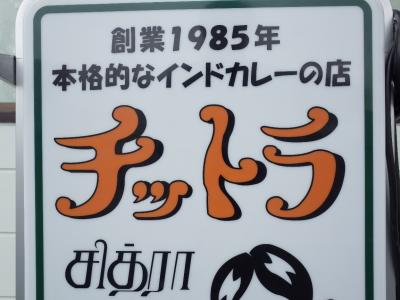 創業1985年
本格的なインドカレーの店
チットラ
சித்ரா